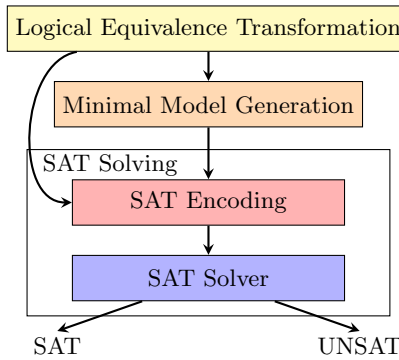 Logical Equivalence Transformation
Minimal Model Generation
SAT Solving
SAT Encoding
SAT Solver
SAT
UNSAT